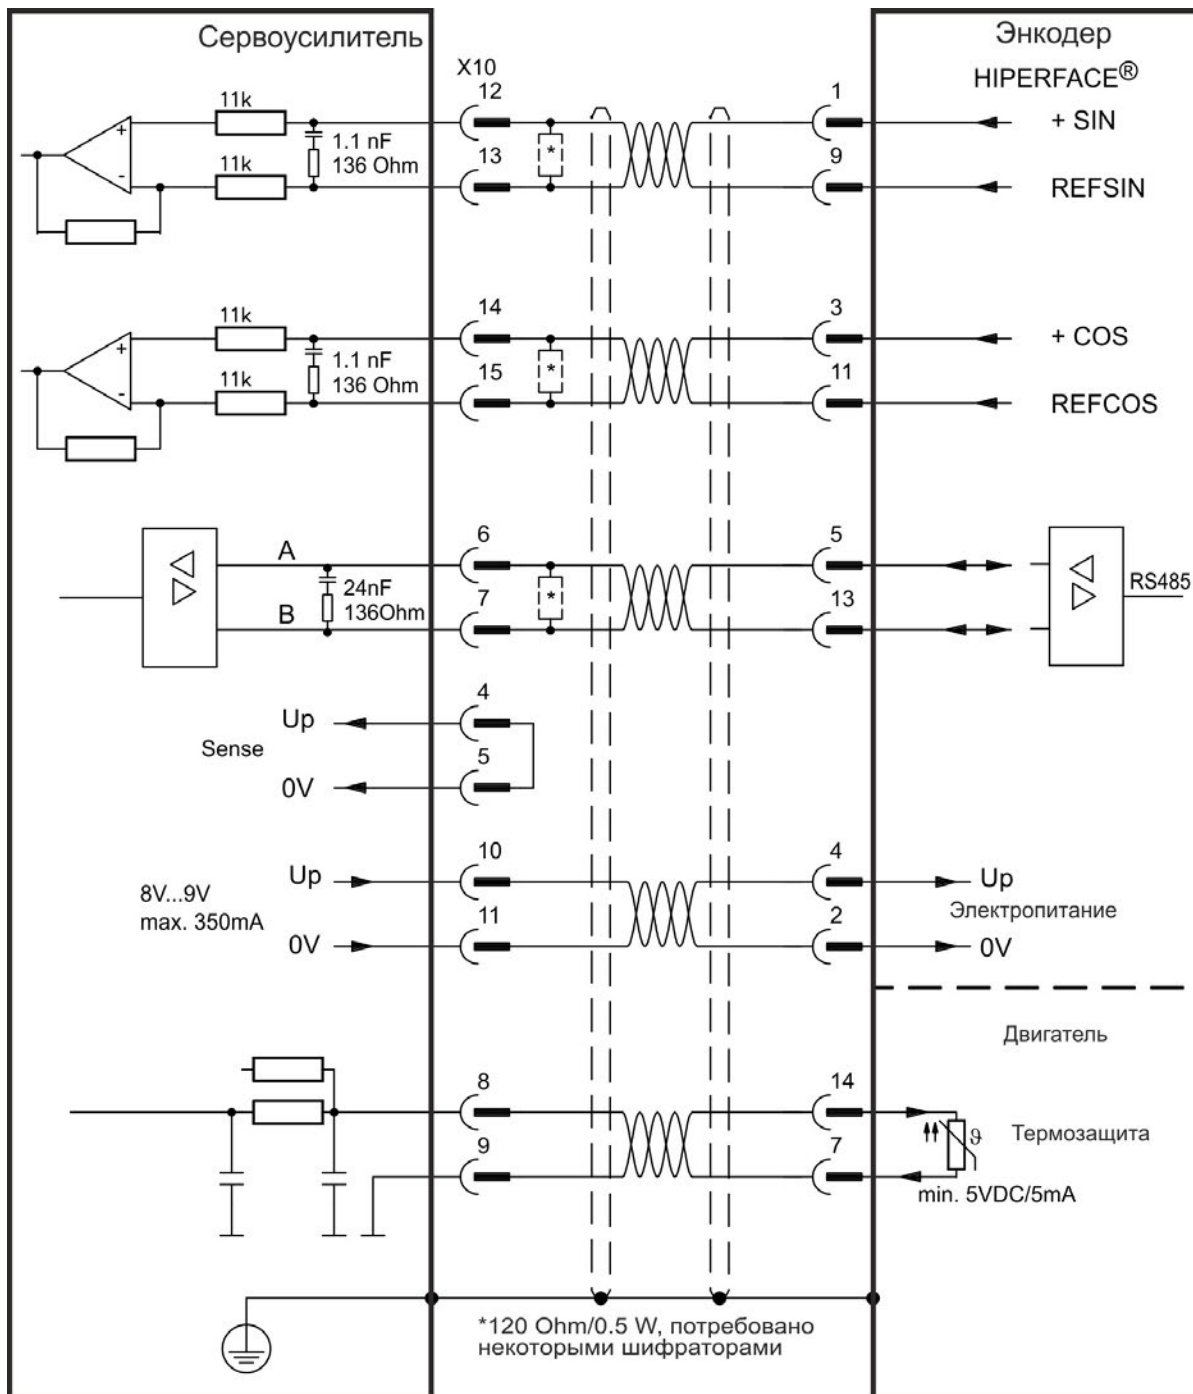 Сервоусилитель
Энкодер
X10
HIPERFACE®
11k
12
1
+ SIN
+
1.1 nF
136 Ohm
*
11k
13
9
-
REFSIN
11k
14
3
+ COS
+
1.1 nF
136 Ohm
*
11k
15
11
-
REFCOS
A
6
5
24nF
136Ohm
*
RS485
B
7
13
Up
4
Sense
5
0V
Up
10
4
Up
8V...9V
max. 350mA
Электропитание
11
2
0V
0V
Двигатель
8
14
ϑ
Термозащита
9
7
min. 5VDC/5mA
*120 Ohm/0.5 W, потребовано
некоторыми шифраторами